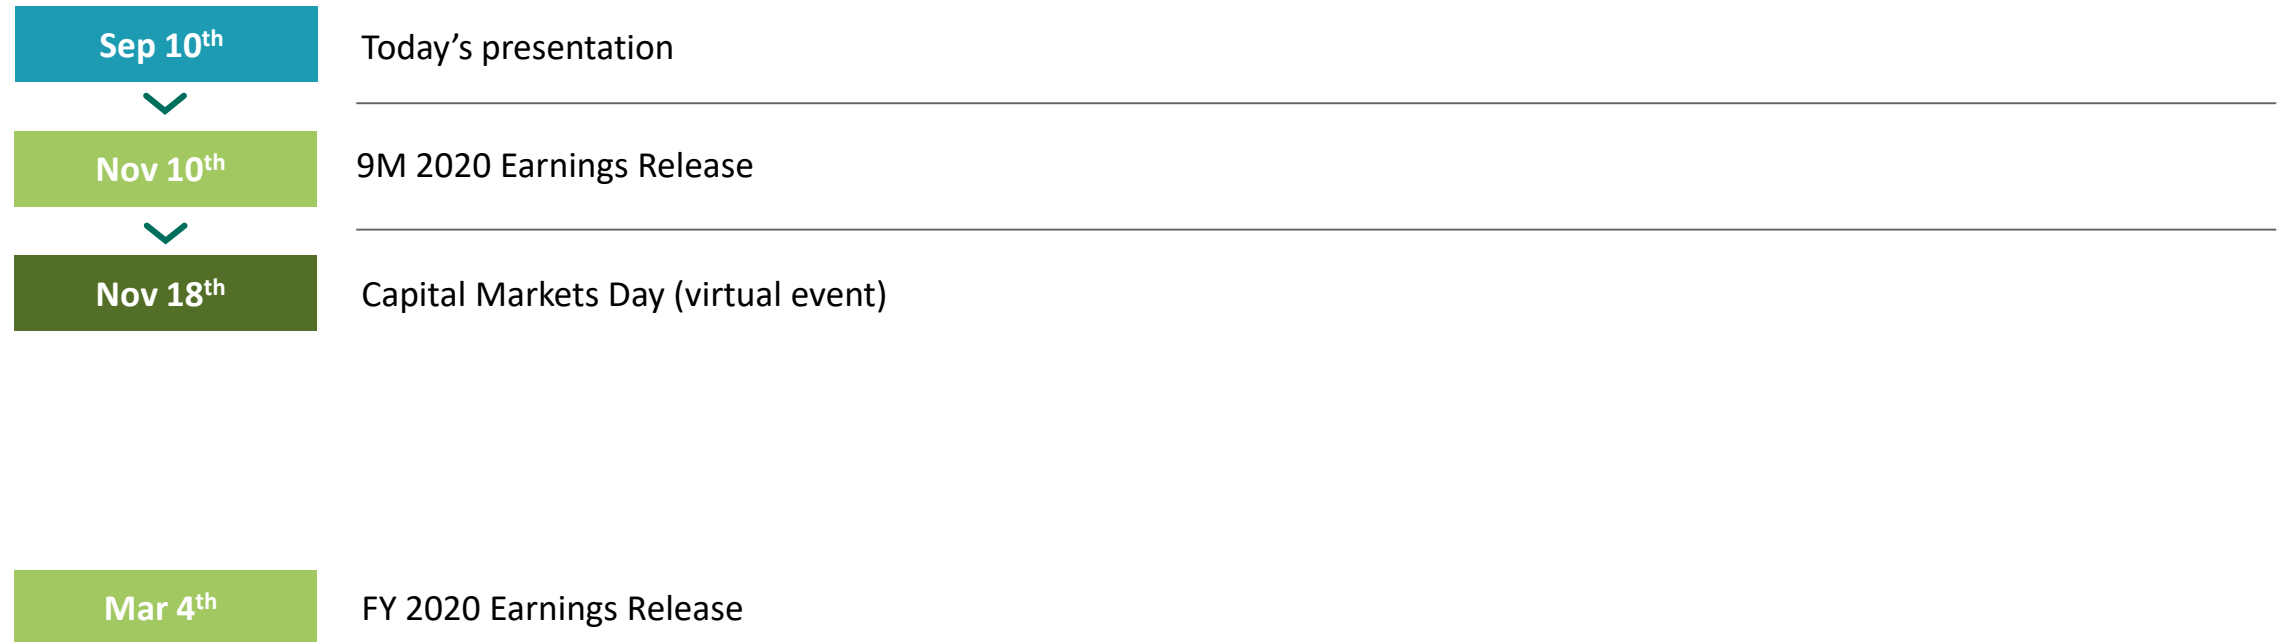 Sep 10th
Today’s presentation
Nov 10th
9M 2020 Earnings Release
Nov 18th
Capital Markets Day (virtual event)
Mar 4th
FY 2020 Earnings Release